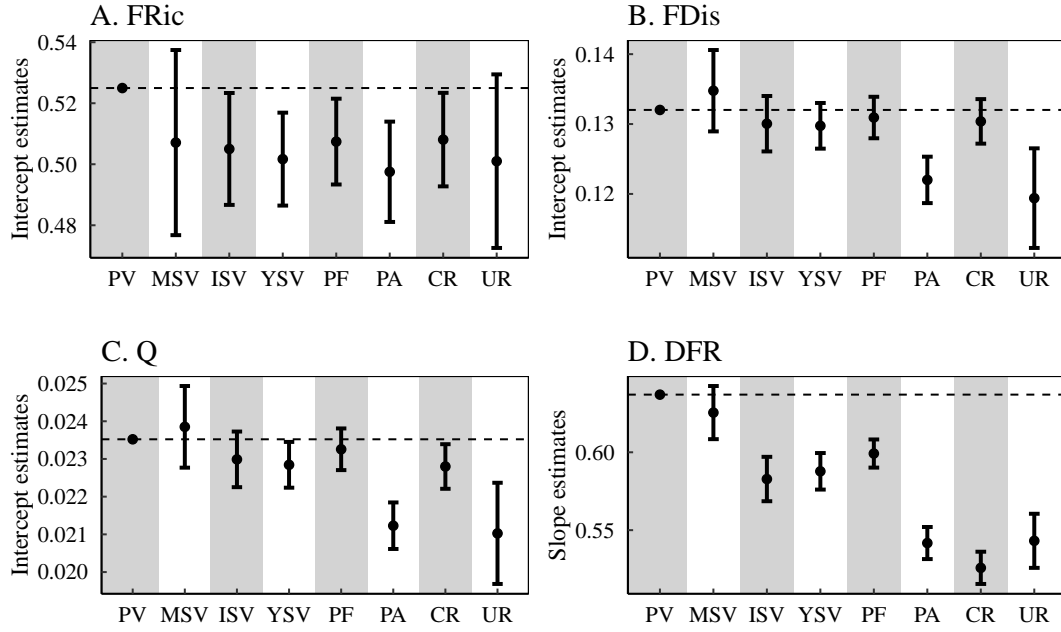 A. FRic
Intercept estimates
0.54
0.52
0.50
0.48
PV MSV ISV YSV PF PA CR UR
B. FDis
Intercept estimates
0.14
0.13
0.12
PV MSV ISV YSV PF PA CR UR
C. Q
Intercept estimates
0.025
0.024
0.023
0.022
0.021
0.020
PV MSV ISV YSV PF PA CR UR
D. DFR
Slope estimates
0.60
0.55
PV MSV ISV YSV PF PA CR UR